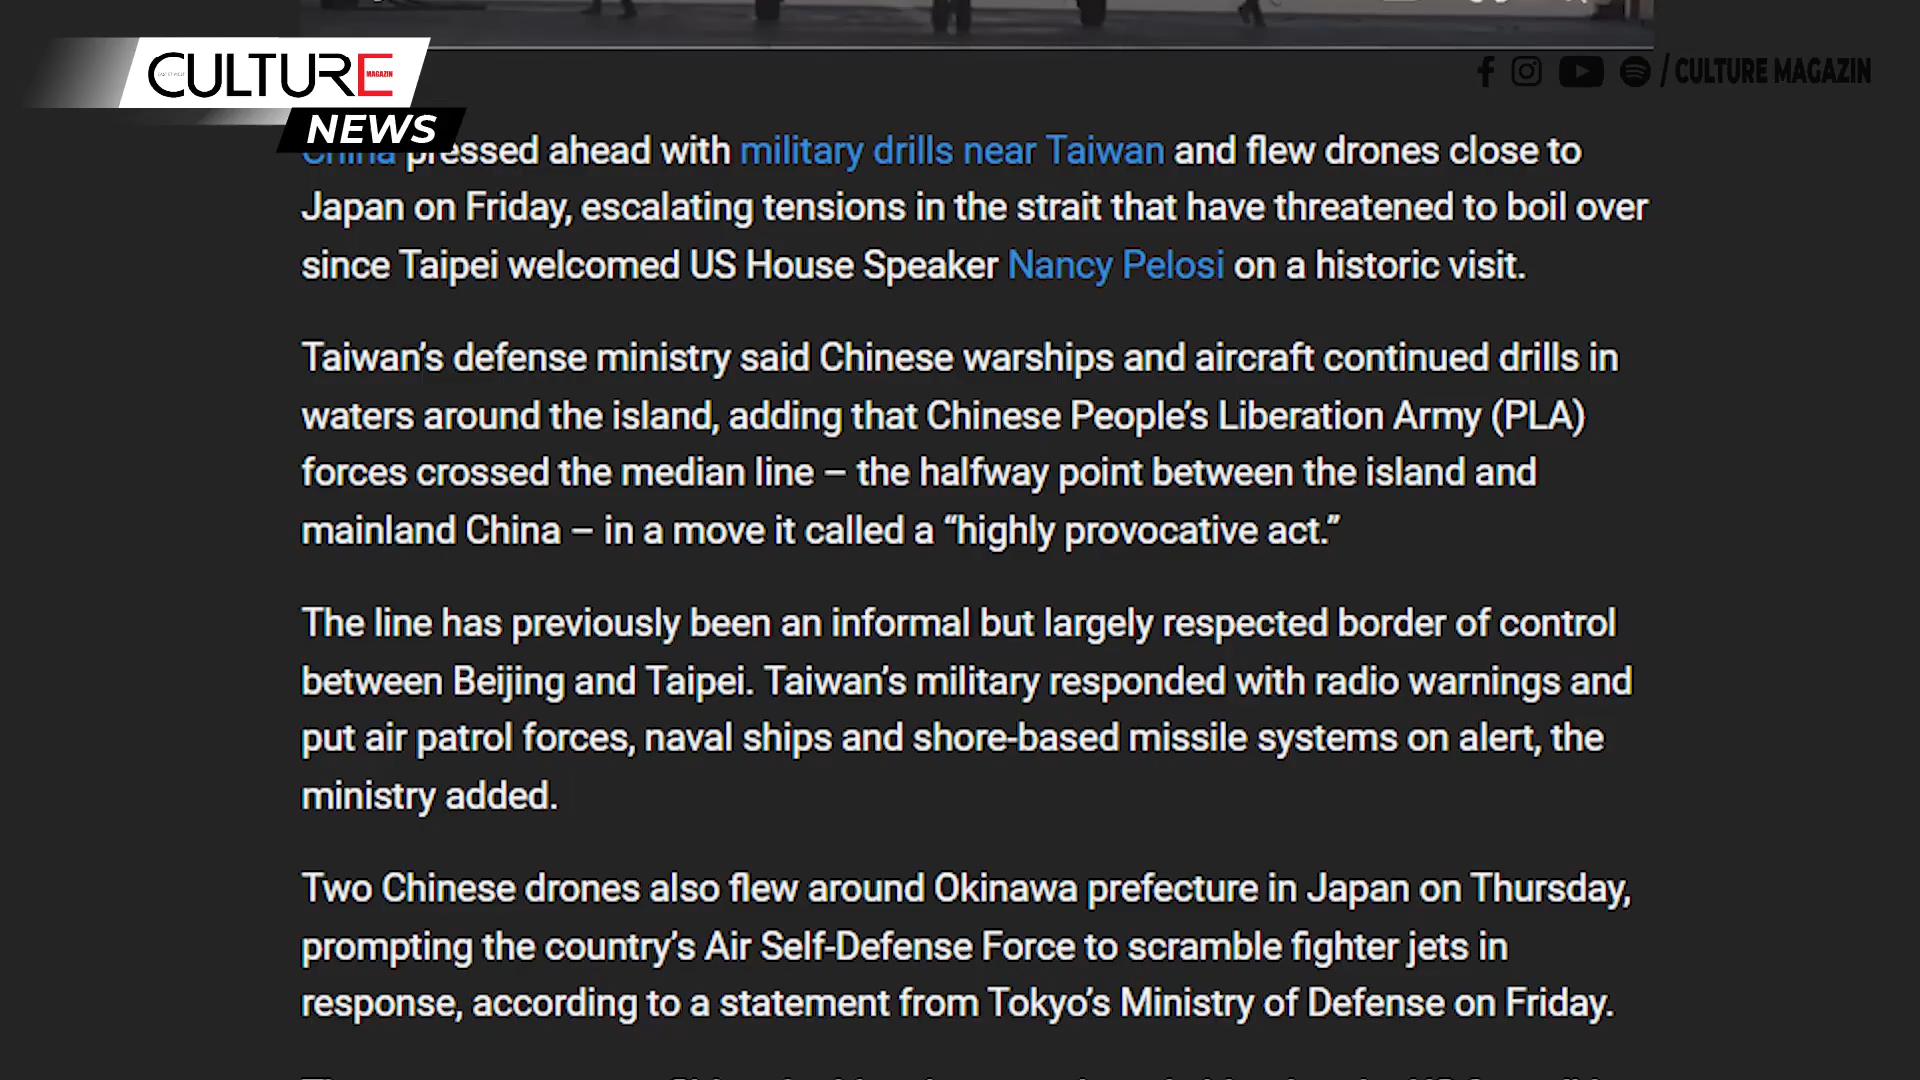 CULTURE
MAGAZIN
NEWS
/ CULTURE MAGAZIN
China pressed ahead with military drills near Taiwan and flew drones close to
Japan on Friday, escalating tensions in the strait that have threatened to boil over
since Taipei welcomed US House Speaker Nancy Pelosi on a historic visit.
Taiwan’s defense ministry said Chinese warships and aircraft continued drills in
waters around the island, adding that Chinese People’s Liberation Army (PLA)
forces crossed the median line – the halfway point between the island and
mainland China – in a move it called a “highly provocative act.”
The line has previously been an informal but largely respected border of control
between Beijing and Taipei. Taiwan’s military responded with radio warnings and
put air patrol forces, naval ships and shore-based missile systems on alert, the
ministry added.
Two Chinese drones also flew around Okinawa prefecture in Japan on Thursday,
prompting the country’s Air Self-Defense Force to scramble fighter jets in
response, according to a statement from Tokyo’s Ministry of Defense on Friday.